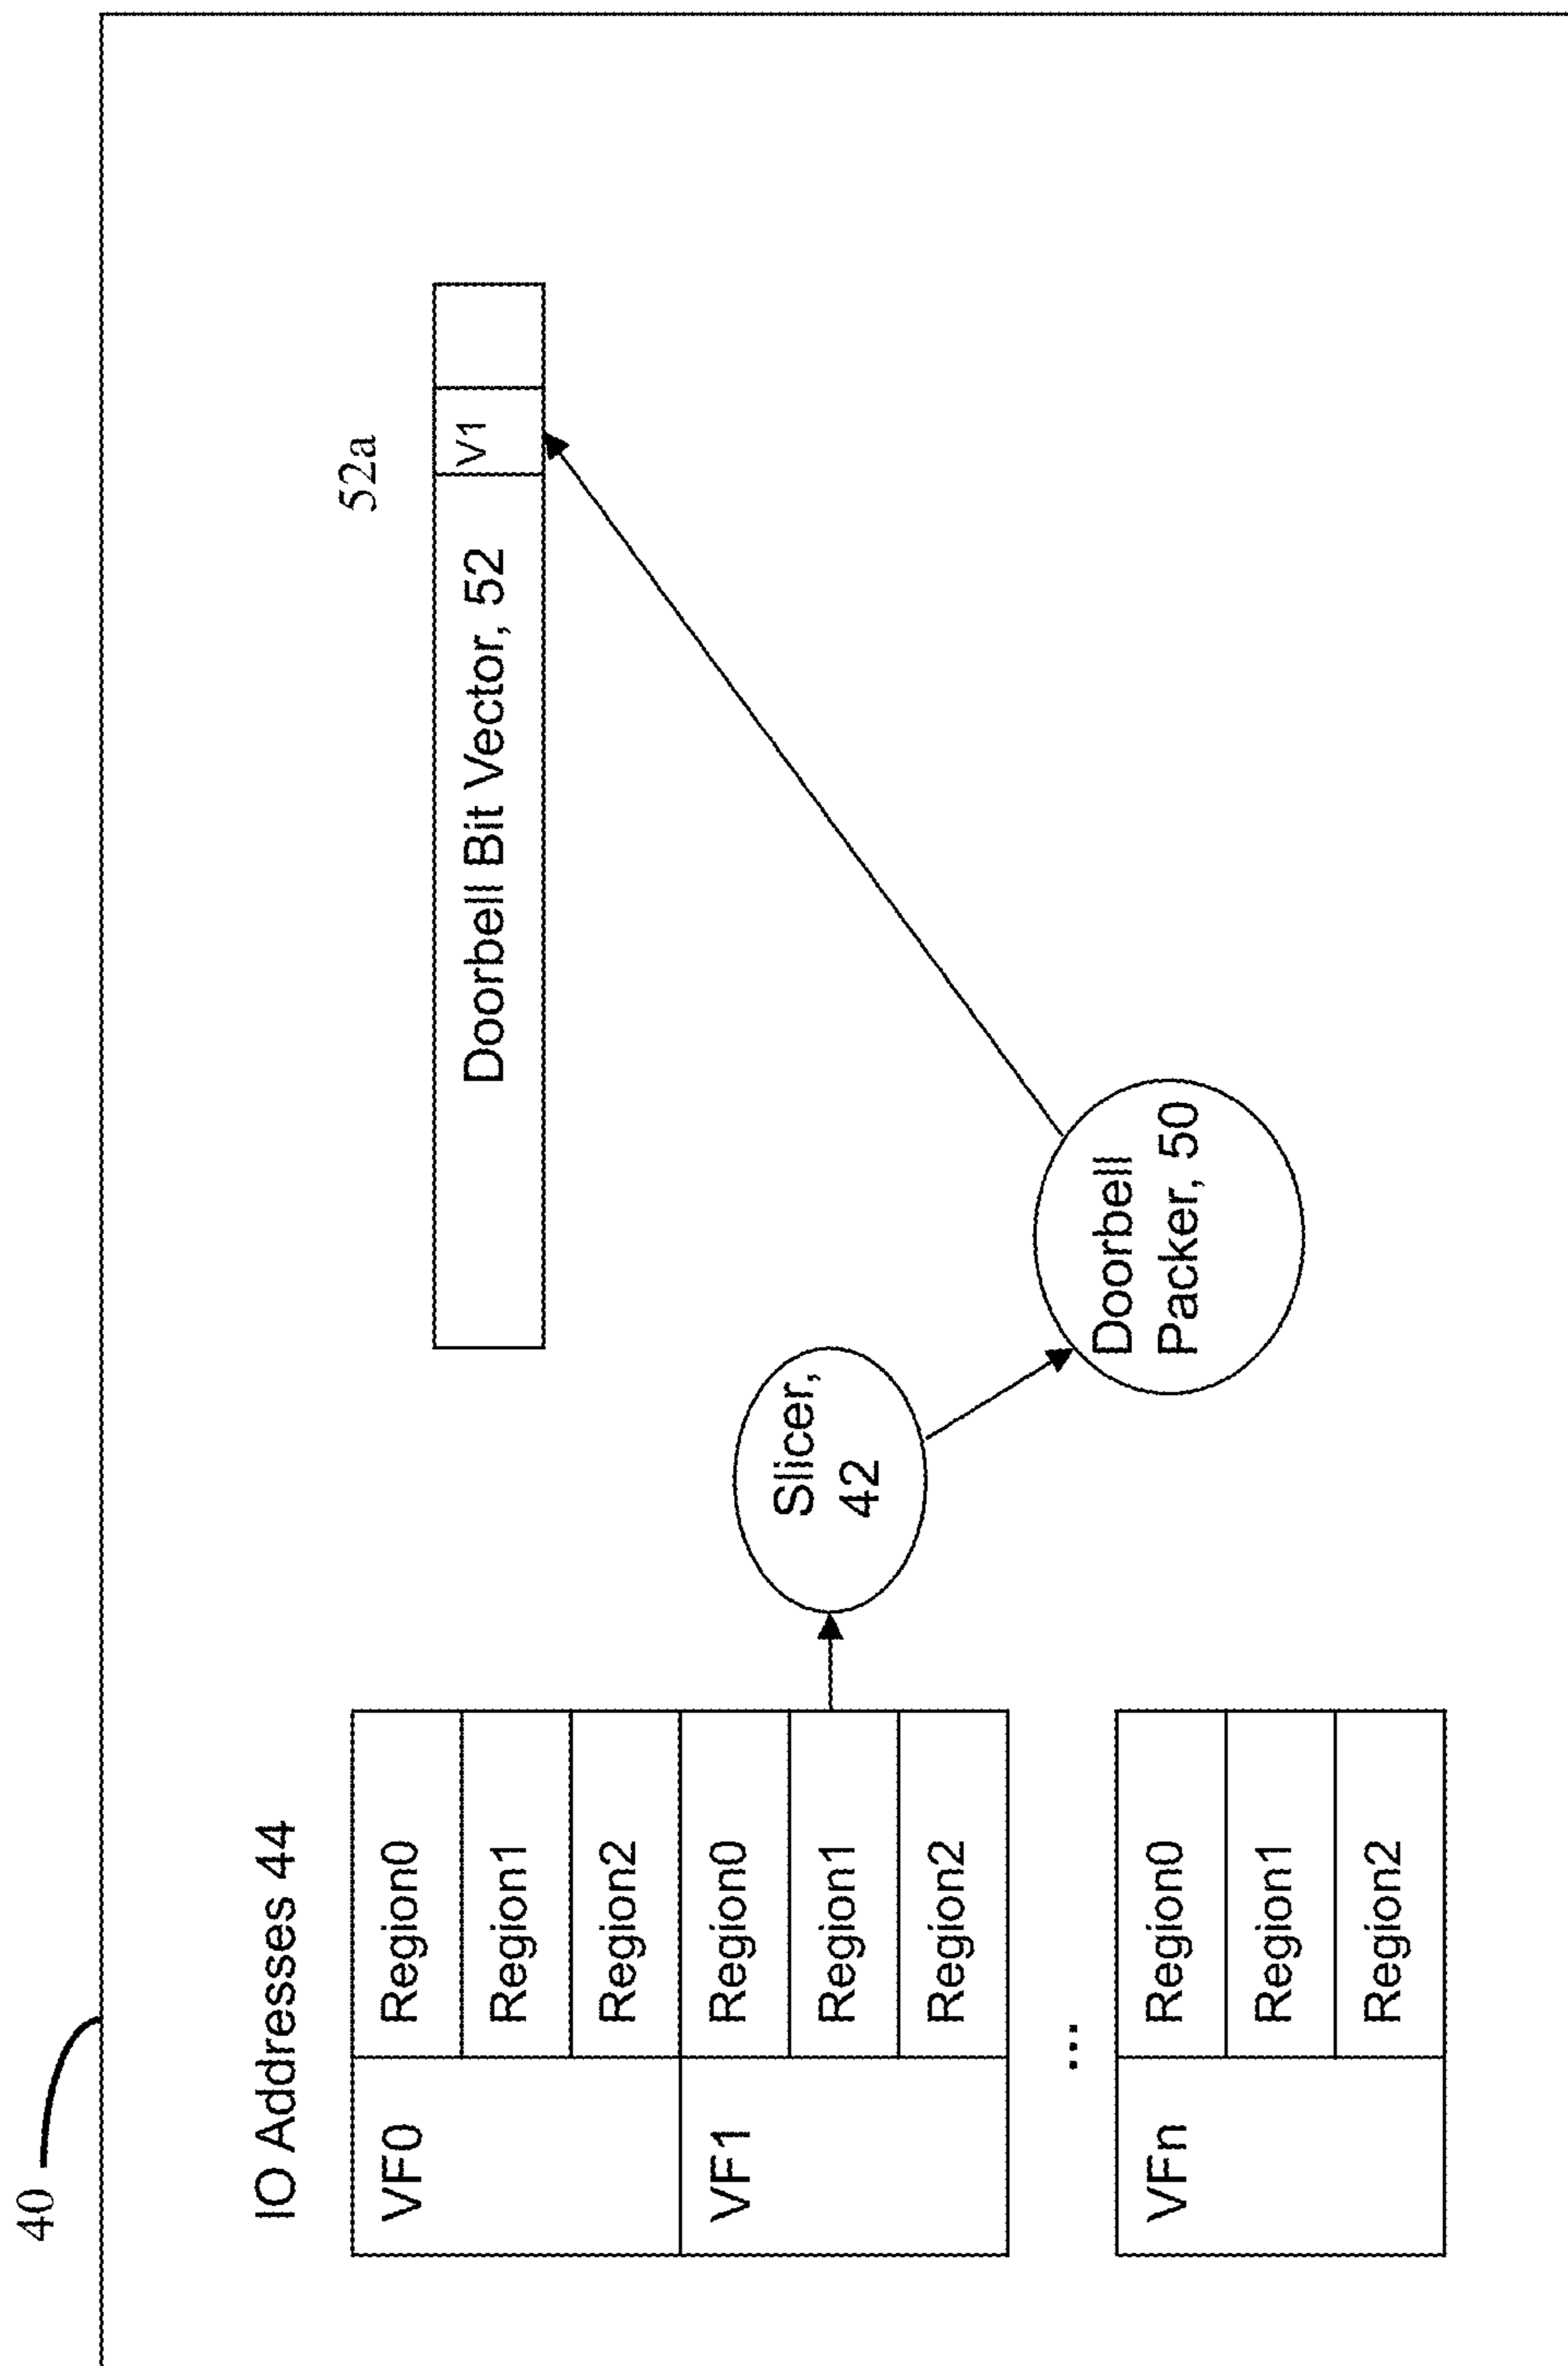 40
IO Addresses 44
VF0
Region0
Region1
Region2
VF1
Region0
Region1
Region2
...
VFn
Region0
Region1
Region2
Slicer,
42
Doorbell
Packer, 50
Doorbell Bit Vector, 52
V1
52a